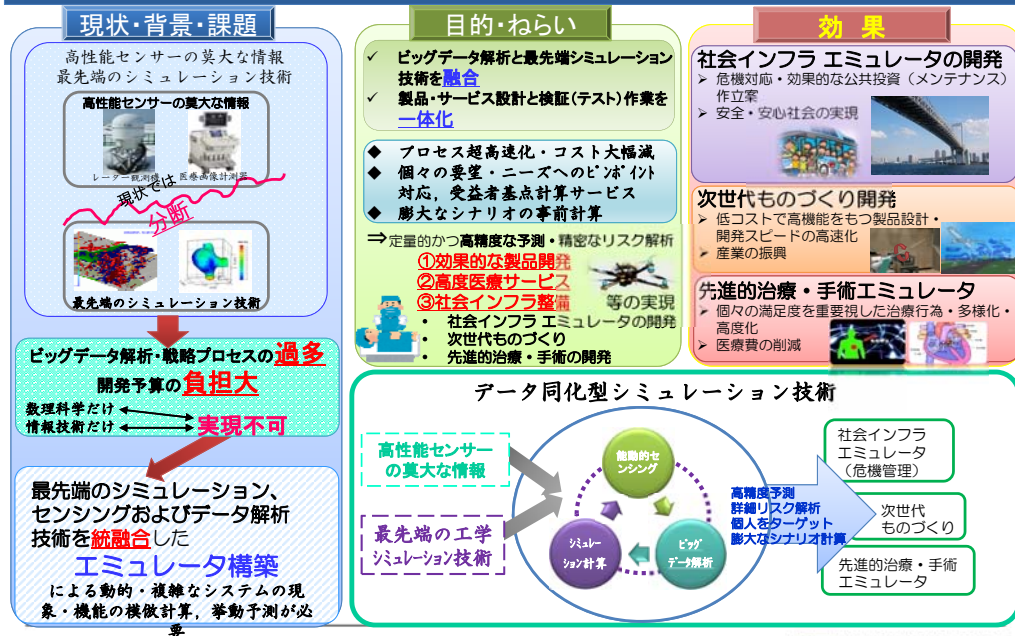 現状・背景・課題
高性能センサーの莫大な情報
最先端のシミュレーション技術
高性能センサーの莫大な情報
レーダー観測機
医療画像計測器
現状では
分断
最先端のシミュレーション技術
ビッグデータ解析・戦略プロセスの過多
開発予算の負担大
数理科学だけ
情報技術だけ
実現不可
最先端のシミュレーション、
センシングおよびデータ解析
技術を統融合した
エミュレータ構築
による動的・複雑なシステムの現
象・機能の模倣計算，挙動予測が必
要
目的・ねらい
✓ ビッグデータ解析と最先端シミュレーション
技術を融合
✓ 製品・サービス設計と検証（テスト）作業を
一体化
◆ プロセス超高速化・コスト大幅減
◆ 個々の要望・ニーズへのﾋﾟﾝﾎﾟｲﾝﾄ
対応，受益者基点計算サービス
◆ 膨大なシナリオの事前計算
⇒定量的かつ高精度な予測・精密なリスク解析
①効果的な製品開発
②高度医療サービス
③社会インフラ整備 等の実現
• 社会インフラ エミュレータの開発
• 次世代ものづくり
• 先進的治療・手術の開発
効 果
社会インフラ エミュレータの開発
➢ 危機対応・効果的な公共投資（メンテナンス）
作立案
➢ 安全・安心社会の実現
次世代ものづくり開発
➢ 低コストで高機能をもつ製品設計・
開発スピードの高速化
➢ 産業の振興
先進的治療・手術エミュレータ
➢ 個々の満足度を重要視した治療行為・多様化・
高度化
➢ 医療費の削減
データ同化型シミュレーション技術
高性能センサー
の莫大な情報
最先端の工学
シミュレーション技術
能動的セ
ンシング
シミュレー
ション計算
ビッグ
データ解析
高精度予測
詳細リスク解析
個人をターゲット
膨大なシナリオ計算
社会インフラ
エミュレータ
（危機管理）
次世代
ものづくり
先進的治療・手術
エミュレータ